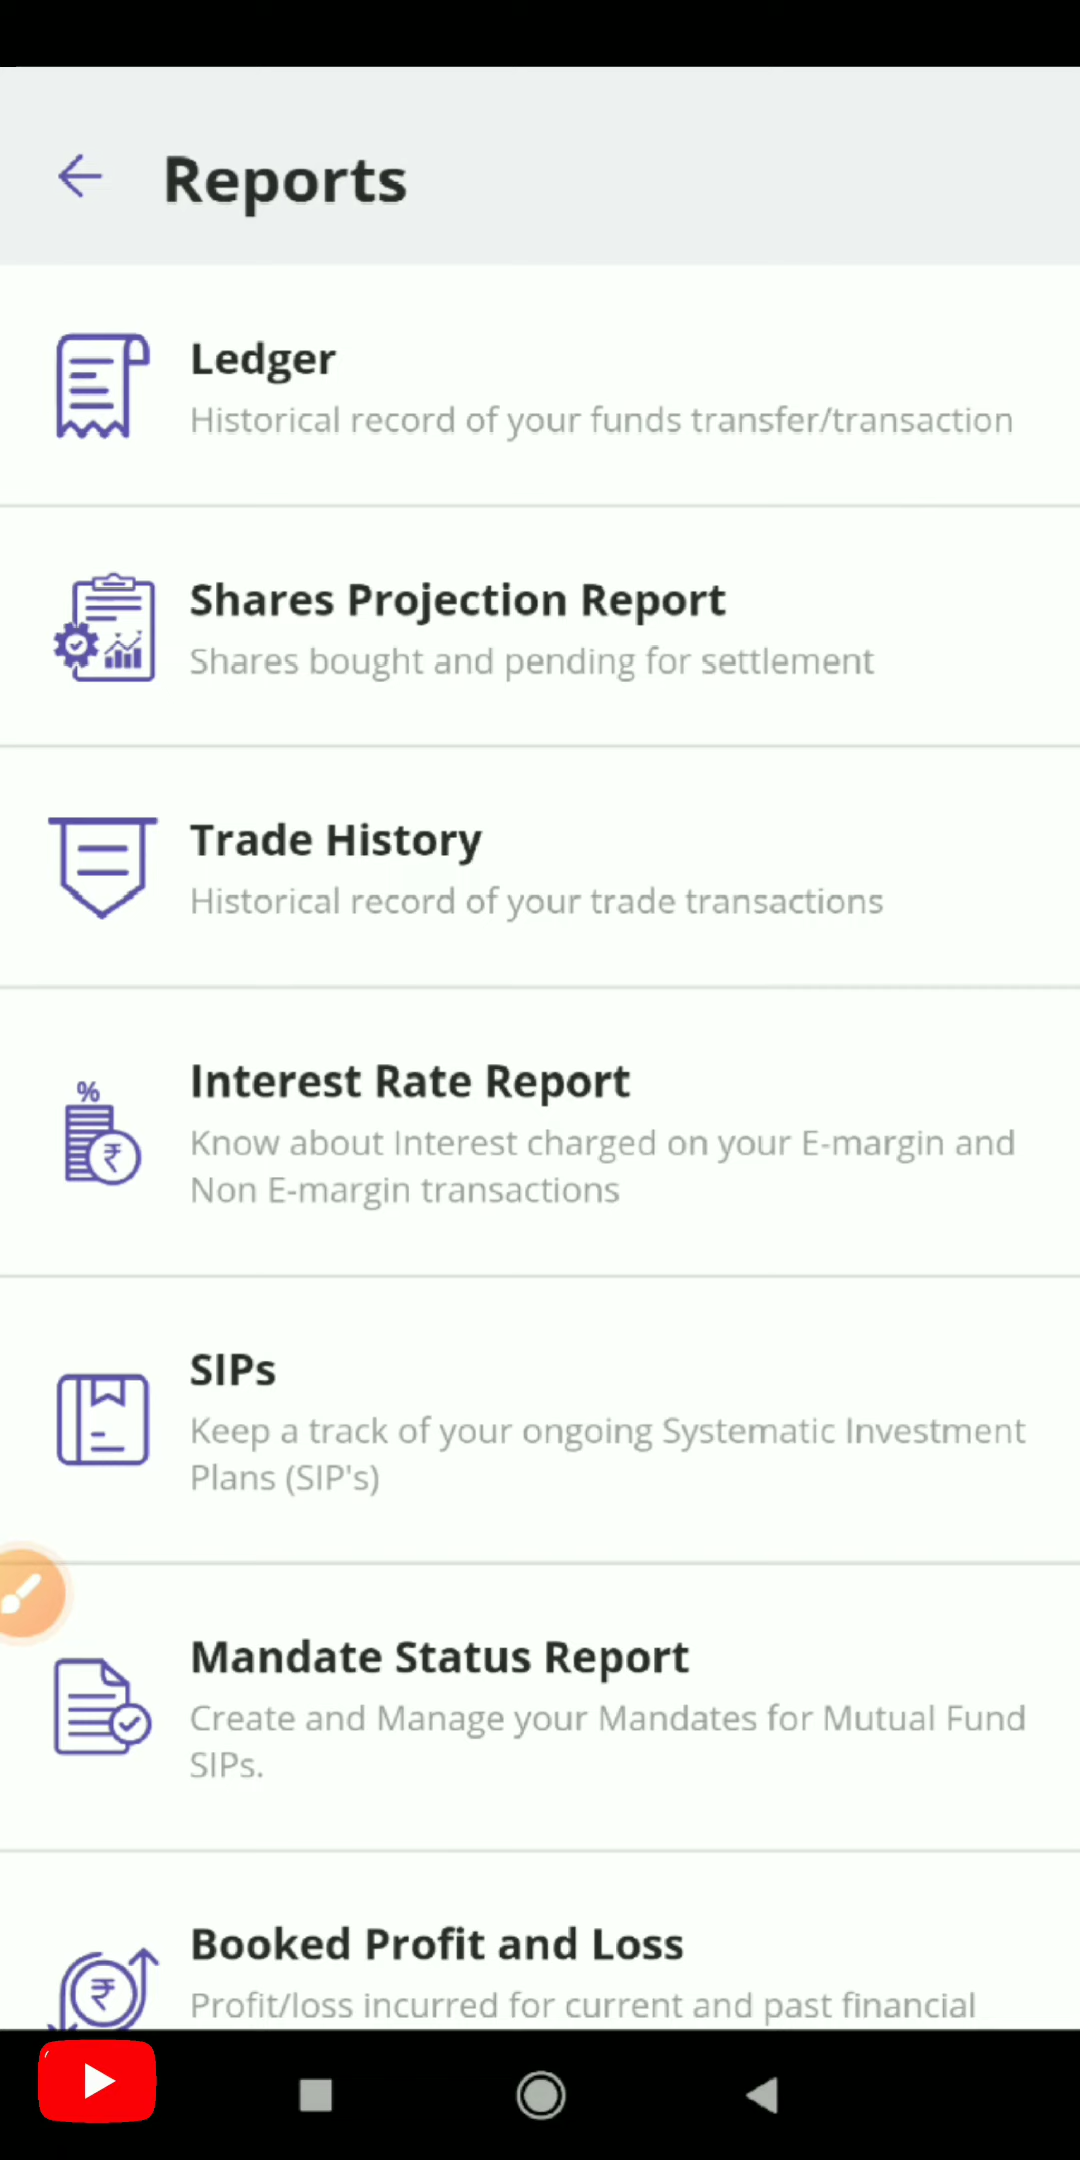 Reports
Ledger
Historical record of your funds transfer/transaction
Shares Projection Report
Shares bought and pending for settlement
Trade History
Historical record of your trade transactions
%
₹
Interest Rate Report
Know about Interest charged on your E-margin and
Non E-margin transactions
SIPs
Keep a track of your ongoing Systematic Investment
Plans (SIP's)
Mandate Status Report
Create and Manage your Mandates for Mutual Fund
SIPs.
₹
Booked Profit and Loss
Profit/loss incurred for current and past financial